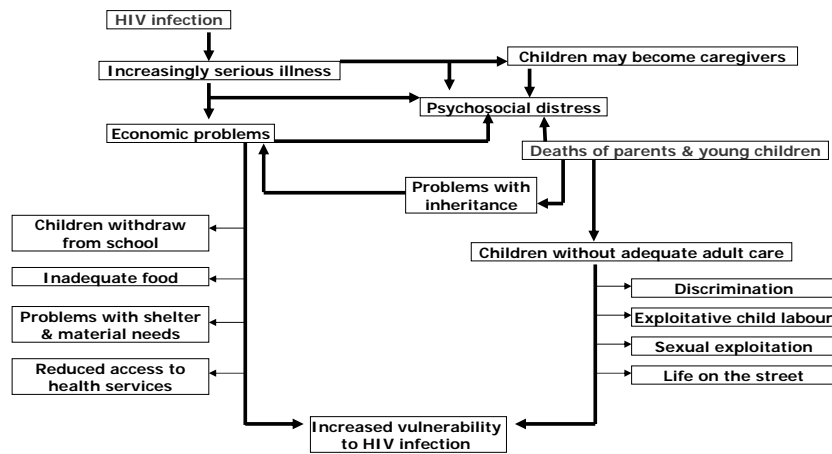 HIV infection
Increasingly serious illness
Children may become caregivers
Psychosocial distress
Economic problems
Deaths of parents & young children
Problems with
inheritance
Children withdraw
from school
Children without adequate adult care
Inadequate food
Discrimination
Problems with shelter
& material needs
Exploitative child labour
Sexual exploitation
Reduced access to
health services
Life on the street
Increased vulnerability
to HIV infection